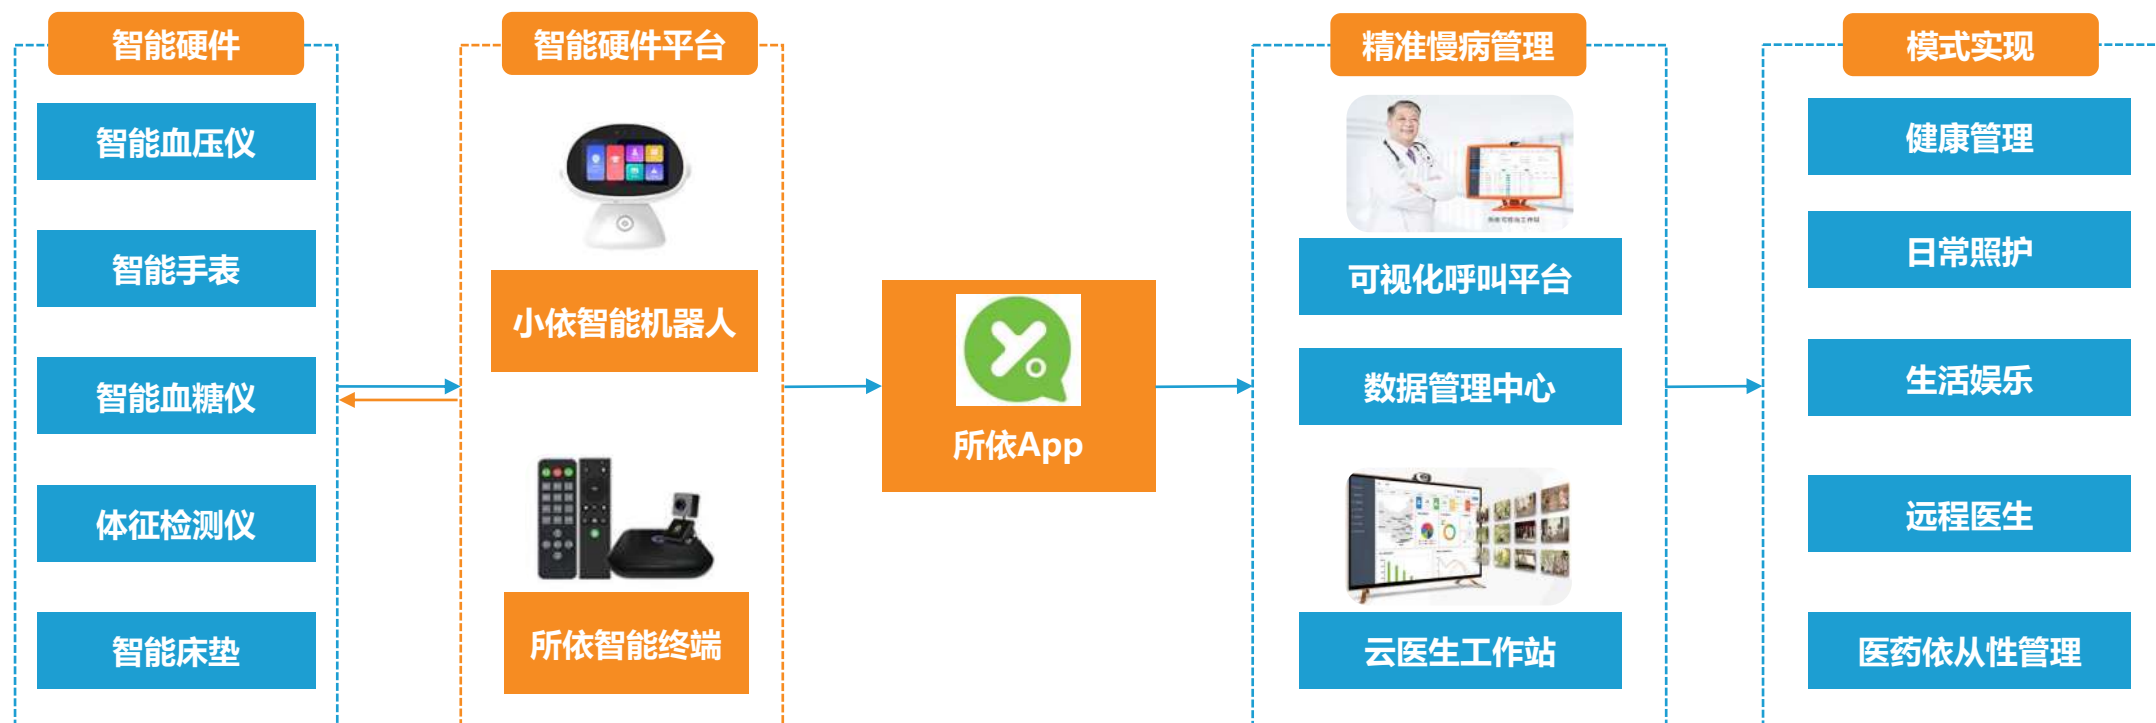 智能硬件
智能血压仪
智能手表
智能血糖仪
体征检测仪
智能床垫
智能硬件平台
小依智能机器人
所依智能终端
所依App
精准慢病管理
可视化呼叫平台
数据管理中心
云医生工作站
模式实现
健康管理
日常照护
生活娱乐
远程医生
医药依从性管理